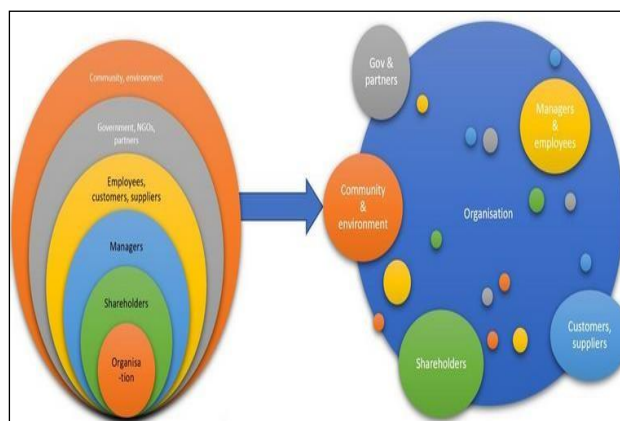 Community, environment
Government, NGOs,
partners
Employees,
customers, suppliers
Managers
Shareholders
Organisa
-tion
Gov &
partners
Managers
&
employees
Community
&
environment
Organisation
Customers,
suppliers
Shareholders